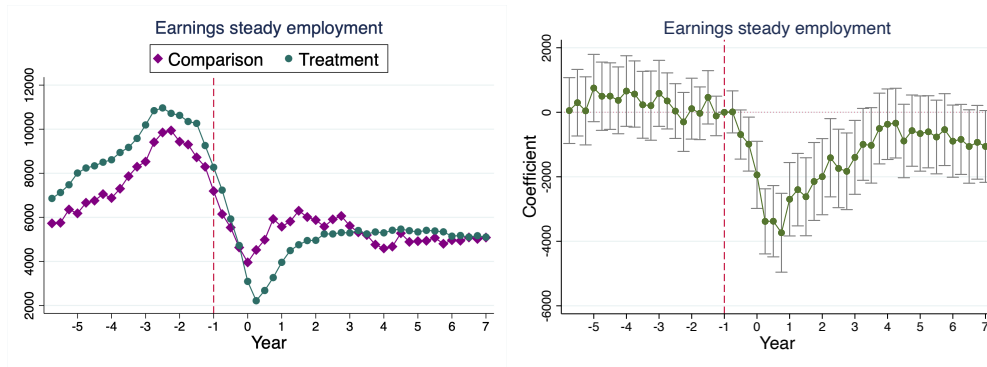 Earnings steady employment
Comparison Treatment
12000
10000
8000
6000
4000
2000
-5 -4 -3 -2 -1 0 1 2 3 4 5 6 7
Year
Earnings steady employment
Coefficient
2000
0
-2000
-4000
-6000
-5 -4 -3 -2 -1 0 1 2 3 4 5 6 7
Year